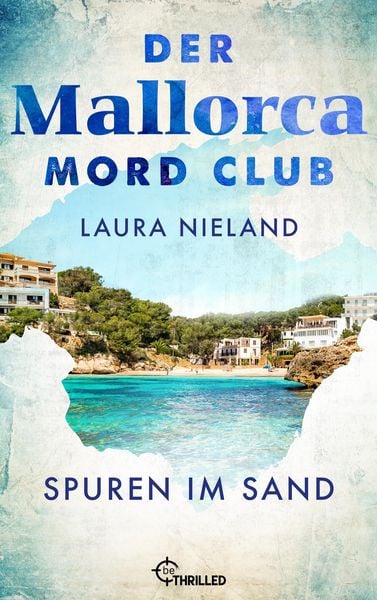 DER
Mallorca
MORD CLUB
LAURA NIELAND
SPUREN IM SAND
be
THRILLED